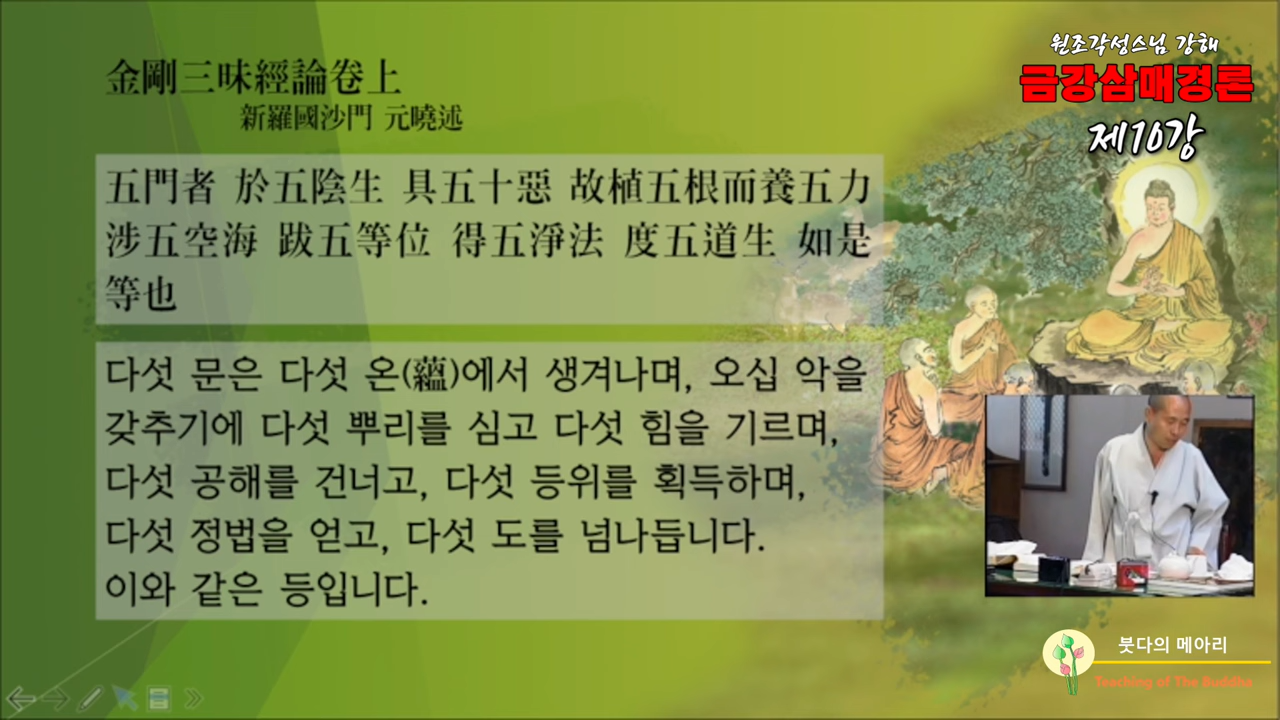 金剛三昧經論卷上
新羅國沙門 元曉述
五門者 於五陰生 具五十惡 故植五根而養五力
涉五空海 跋五等位 得五淨法 度五道生 如是
等也
다섯 문은 다섯 온(蘊)에서 생겨나며, 오십 악을
갖추기에 다섯 뿌리를 심고 다섯 힘을 기르며,
다섯 공해를 건너고, 다섯 등위를 획득하며,
다섯 정법을 얻고, 다섯 도를 넘나듭니다.
이와 같은 등입니다.
원조각성스님 강해
금강삼매경론
제10강
붓다의 메아리
Teaching of The Buddha